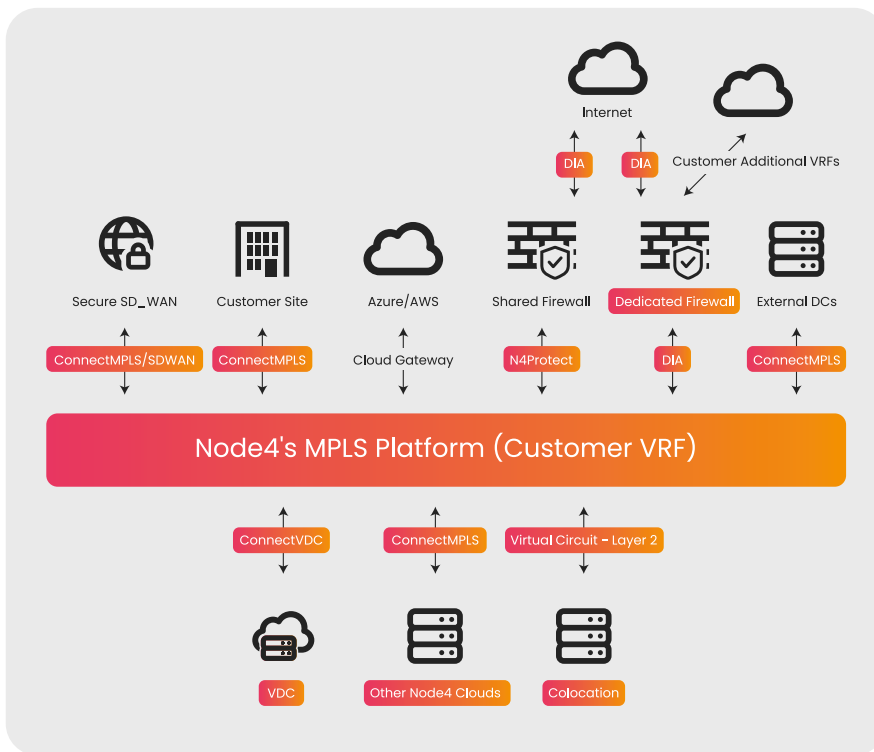 Internet
DIA
DIA
Customer Additional VRFs
Secure SD_WAN
Customer Site
Azure/AWS
Shared Firewall
Dedicated Firewall
External DCs
ConnectMPLS/SDWAN
ConnectMPLS
Cloud Gateway
N4Protect
DIA
ConnectMPLS
Node4's MPLS Platform (Customer VRF)
ConnectVDC
ConnectMPLS
Virtual Circuit - Layer 2
VDC
Other Node4 Clouds
Colocation